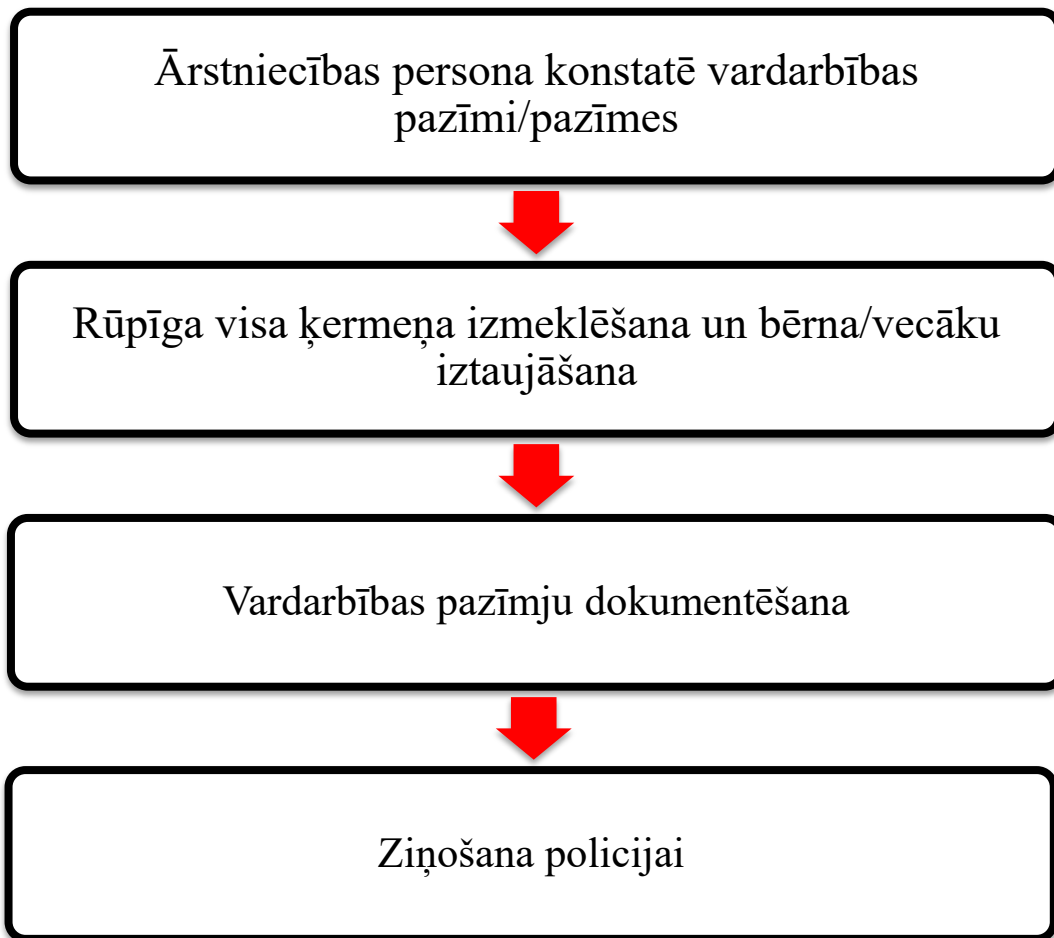 Ārstniecības persona konstatē vardarbības
pazīmi/pazīmes
Rūpīga visa ķermeņa izmeklēšana un bērna/vecāku
iztaujāšana
Vardarbības pazīmju dokumentēšana
Ziņošana policijai